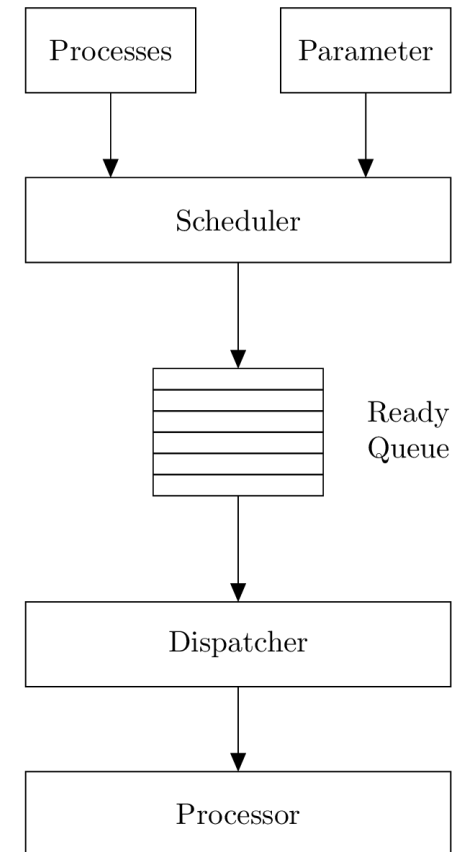 Processes
Parameter
Scheduler
Ready
Queue
Dispatcher
Processor